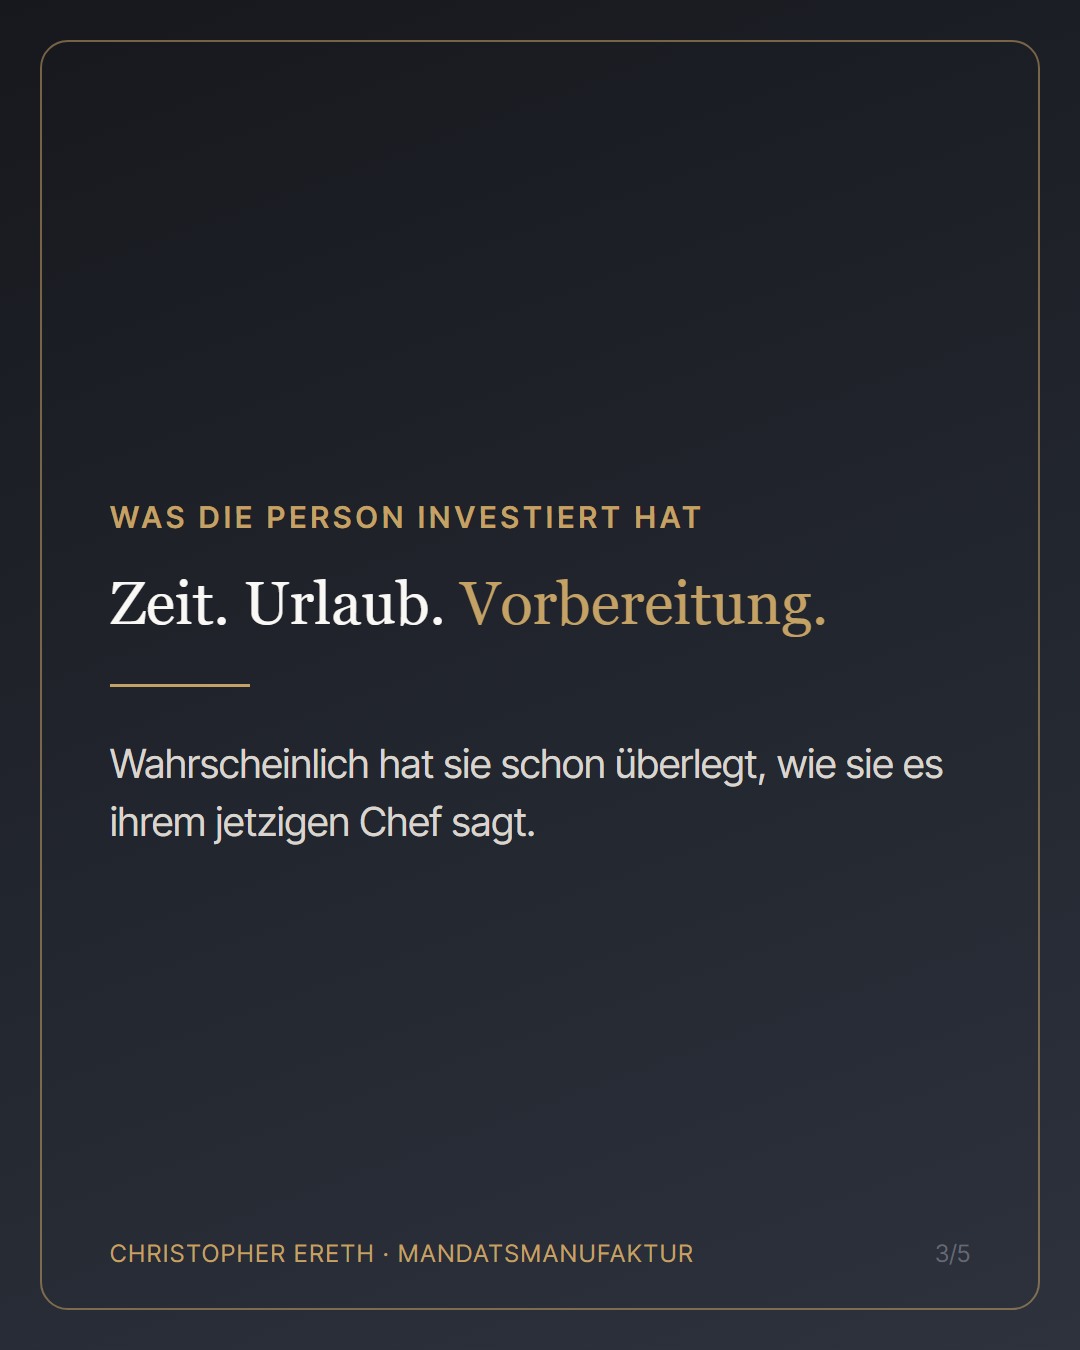 WAS DIE PERSON INVESTIERT HAT
Zeit. Urlaub. Vorbereitung.
Wahrscheinlich hat sie schon überlegt, wie sie es
ihrem jetzigen Chef sagt.
CHRISTOPHER ERETH · MANDATSMANUFAKTUR
3/5